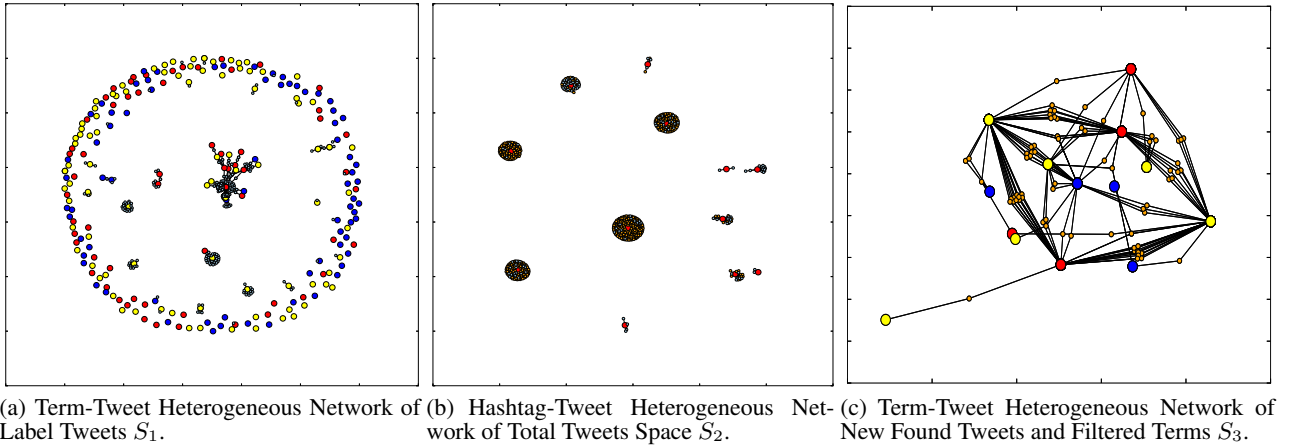 (a) Term-Tweet Heterogeneous Network of
Label Tweets S1.
(b) Hashtag-Tweet Heterogeneous Net-
work of Total Tweets Space S2.
(c) Term-Tweet Heterogeneous Network of
New Found Tweets and Filtered Terms S3.